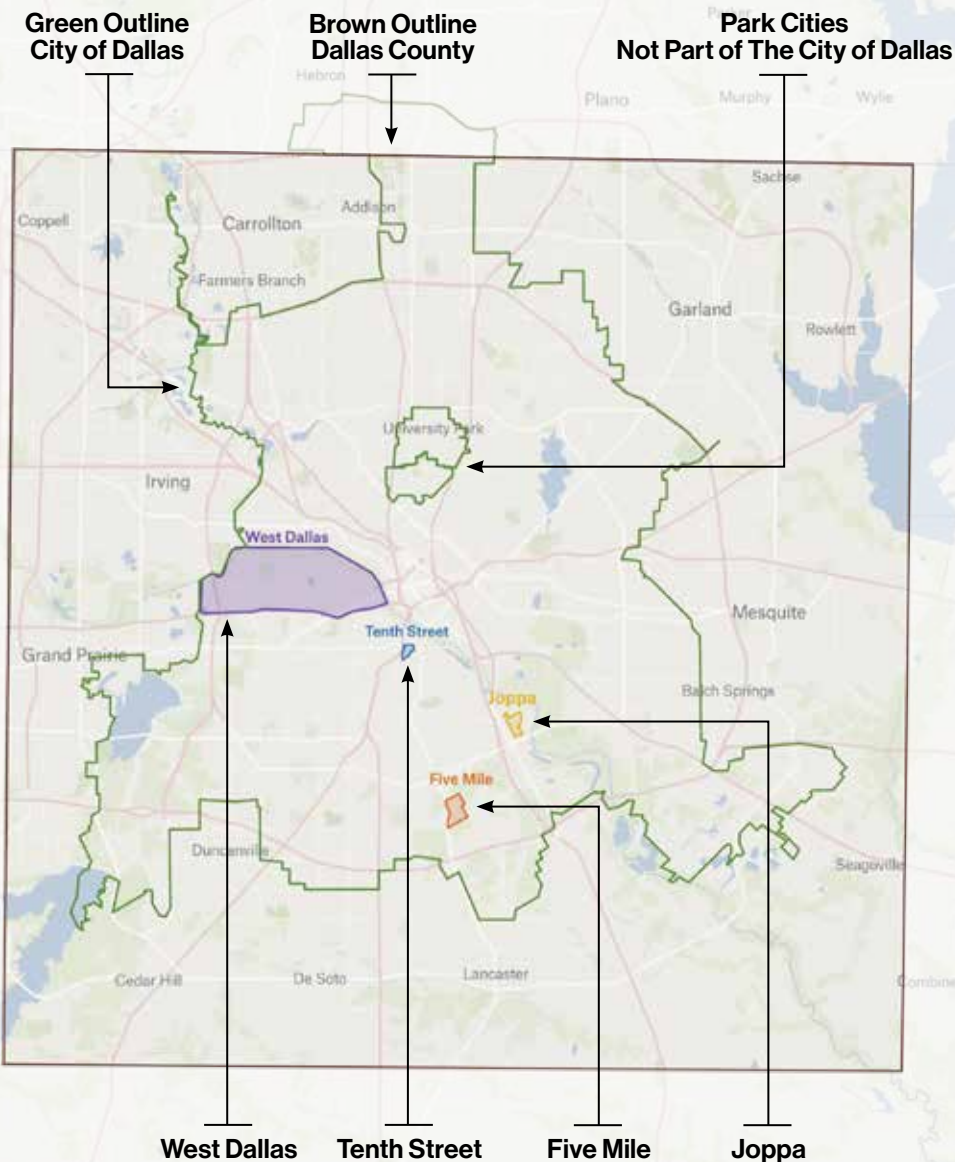 Green Outline
City of Dallas
Brown Outline
Dallas County
Park Cities
Not Part of The City of Dallas
Parker
Hebron
Plano
Murphy
Wylie
Sachse
Coppell
Carrollton
Addison
Farmers Branch
Garland
Rowlett
University Park
Irving
West Dallas
Mesquite
Tenth Street
Grand Prairie
Balch Springs
Joppa
Five Mile
Duncanville
Seagoville
Cedar Hill
De Soto
Lancaster
Combine
West Dallas
Tenth Street
Five Mile
Joppa